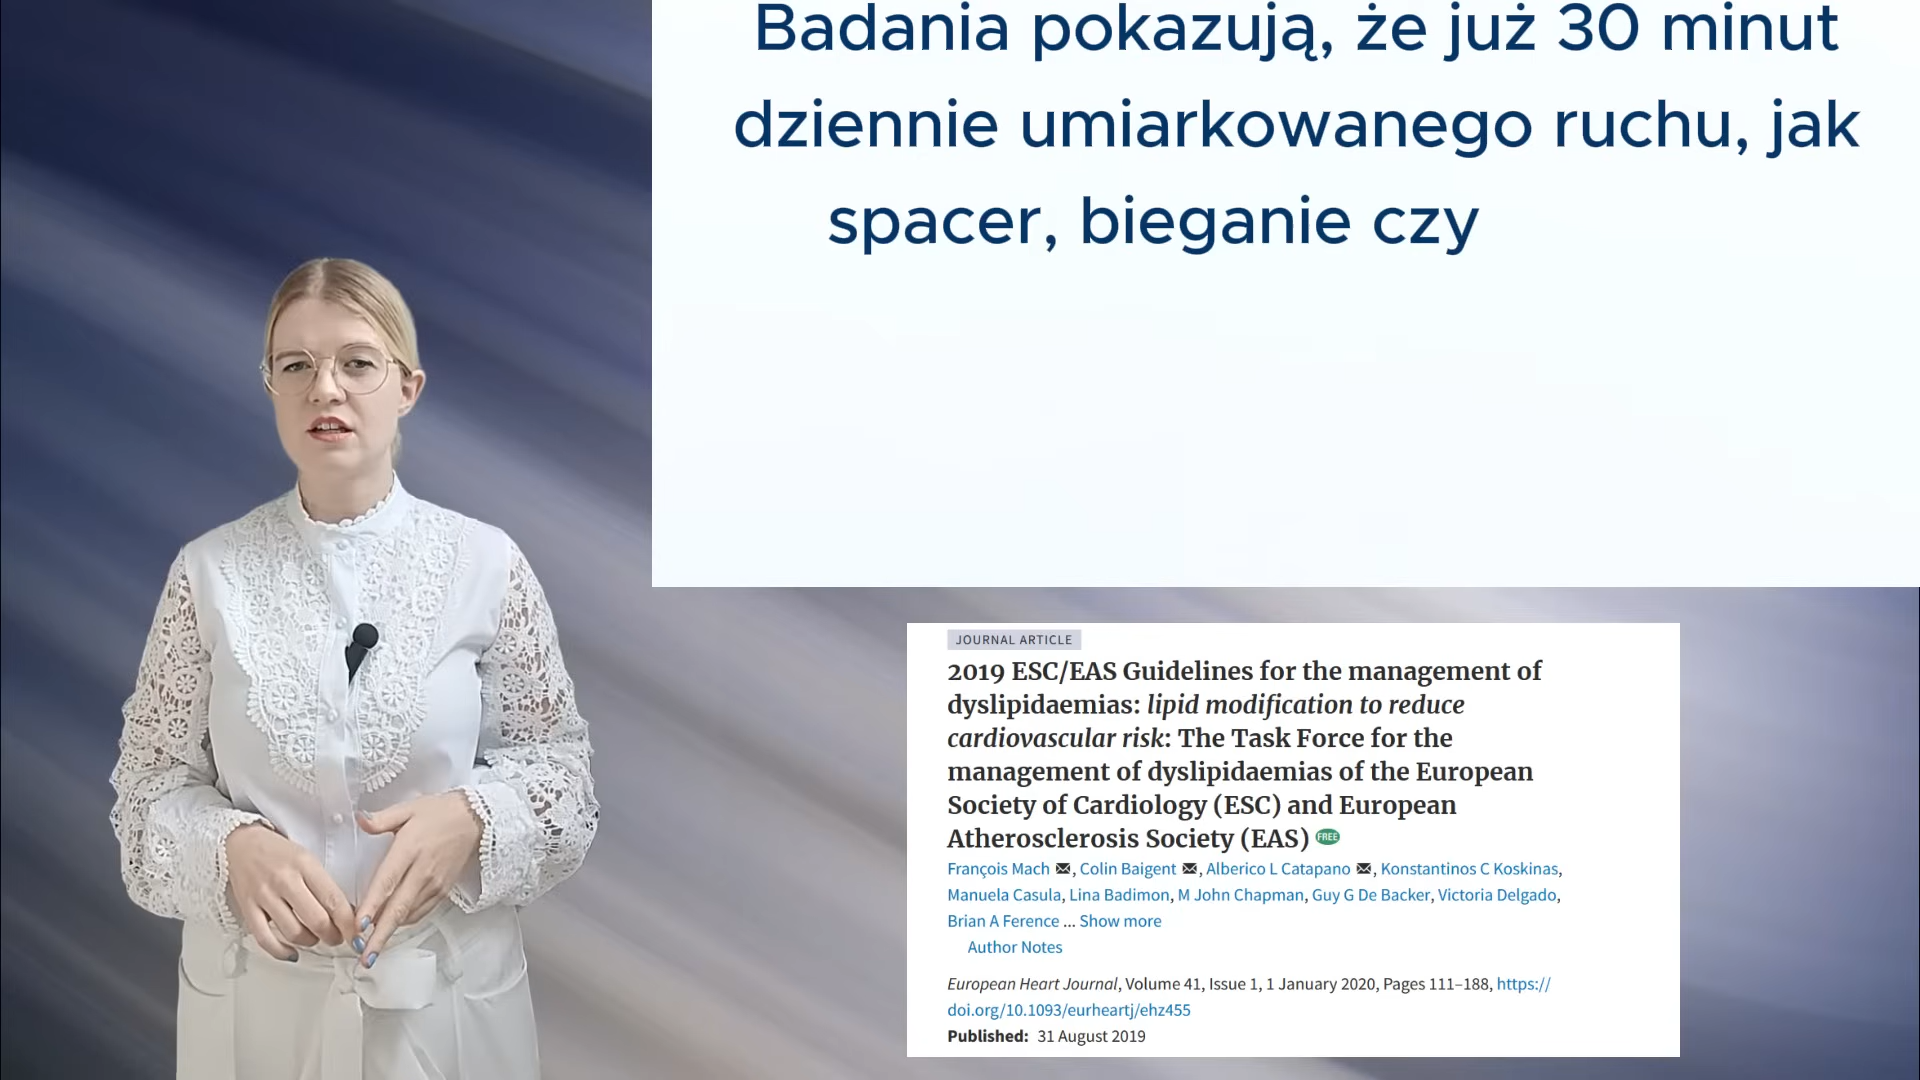 Badania pokazują, że już 30 minut
dziennie umiarkowanego ruchu, jak
spacer, bieganie czy
JOURNAL ARTICLE
2019 ESC/EAS Guidelines for the management of
dyslipidaemias: lipid modification to reduce
cardiovascular risk: The Task Force for the
management of dyslipidaemias of the European
Society of Cardiology (ESC) and European
Atherosclerosis Society (EAS) FREE
François Mach, Colin Baigent, Alberico L Catapano, Konstantinos C Koskinas,
Manuela Casula, Lina Badimon, M John Chapman, Guy G De Backer, Victoria Delgado,
Brian A Ference ... Show more
Author Notes
European Heart Journal, Volume 41, Issue 1, 1 January 2020, Pages 111–188, https://
doi.org/10.1093/eurheartj/ehz455
Published: 31 August 2019